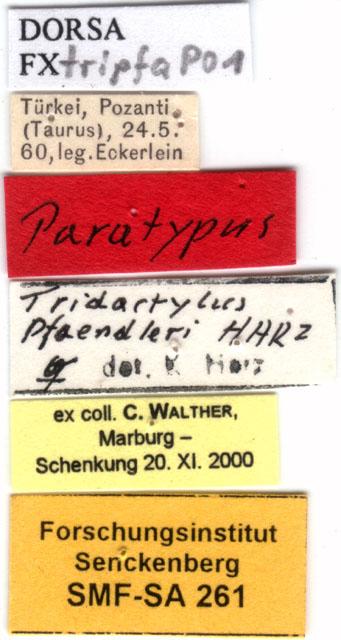 DORSA
FXtripfaP01
Türkei, Pozanti
(Taurus), 24.5.
60,leg.Eckerlein
Paratypus
Tridactylus
Pfaendleri HARZ
det. K Harz
ex coll. C. WALTHER,
Marburg –
Schenkung 20. XI. 2000
Forschungsinstitut
Senckenberg
SMF-SA 261